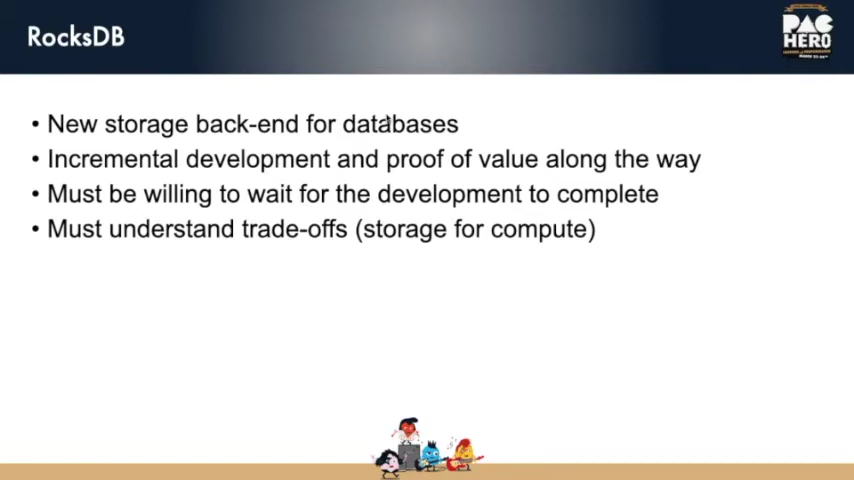 RocksDB
PAC
HERO
• New storage back-end for databases
• Incremental development and proof of value along the way
• Must be willing to wait for the development to complete
• Must understand trade-offs (storage for compute)